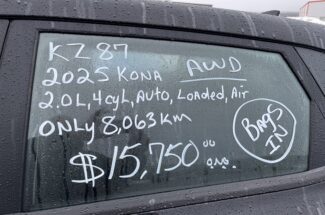 KZ87
2025 KONA AWD
2.0L, 4cyl, Auto, Loaded, Air
ONLY 8,063 km
BAGS IN
$15,750.00 o.n.o.